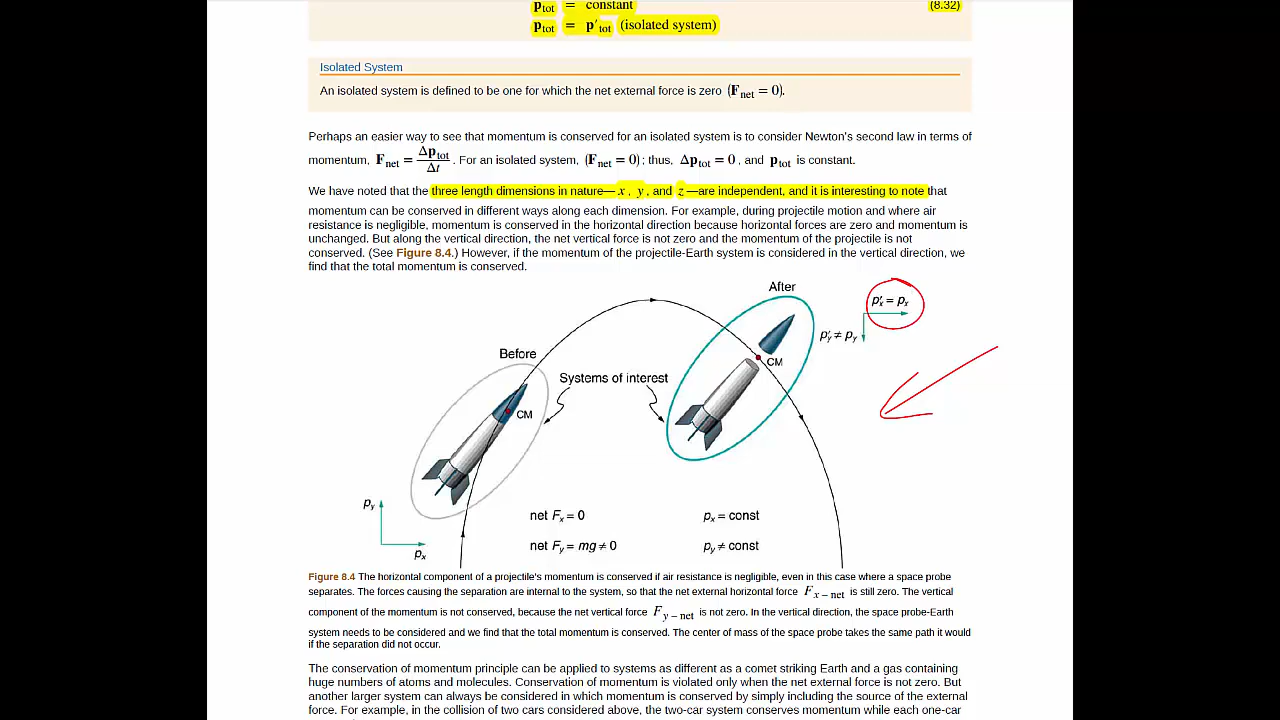 p_tot = constant (8.32)
p_tot = p′_tot (isolated system)
Isolated System
An isolated system is defined to be one for which the net external force is zero (F_net = 0).
Perhaps an easier way to see that momentum is conserved for an isolated system is to consider Newton's second law in terms of
momentum, F_net = Δp_tot/Δt. For an isolated system, (F_net = 0); thus, Δp_tot = 0, and p_tot is constant.
We have noted that the three length dimensions in nature—x, y, and z—are independent, and it is interesting to note that
momentum can be conserved in different ways along each dimension. For example, during projectile motion and where air
resistance is negligible, momentum is conserved in the horizontal direction because horizontal forces are zero and momentum is
unchanged. But along the vertical direction, the net vertical force is not zero and the momentum of the projectile is not
conserved. (See Figure 8.4.) However, if the momentum of the projectile-Earth system is considered in the vertical direction, we
find that the total momentum is conserved.
After
p′_x = p_x
p′_y ≠ p_y
Before
CM
Systems of interest
CM
p_y
p_x
net F_x = 0 p_x = const
net F_y = mg ≠ 0 p_y ≠ const
Figure 8.4 The horizontal component of a projectile's momentum is conserved if air resistance is negligible, even in this case where a space probe
separates. The forces causing the separation are internal to the system, so that the net external horizontal force F_x – net is still zero. The vertical
component of the momentum is not conserved, because the net vertical force F_y – net is not zero. In the vertical direction, the space probe-Earth
system needs to be considered and we find that the total momentum is conserved. The center of mass of the space probe takes the same path it would
if the separation did not occur.
The conservation of momentum principle can be applied to systems as different as a comet striking Earth and a gas containing
huge numbers of atoms and molecules. Conservation of momentum is violated only when the net external force is not zero. But
another larger system can always be considered in which momentum is conserved by simply including the source of the external
force. For example, in the collision of two cars considered above, the two-car system conserves momentum while each one-car